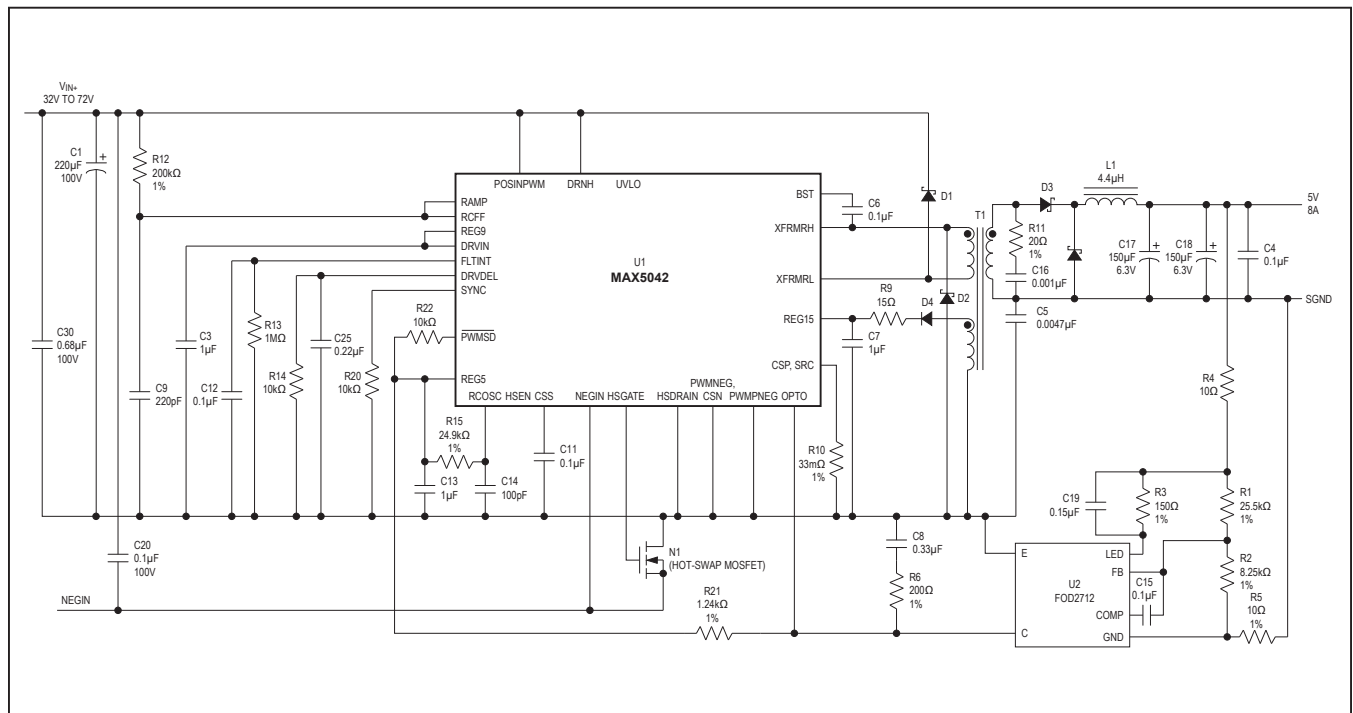 VIN+
32V TO 72V
C1
220µF
100V
R12
200kΩ
1%
POSINPWM
DRNH
UVLO
RAMP
RCFF
REG9
DRVIN
FLTINT
DRVDEL
SYNC
PWMSD
REG5
U1
MAX5042
BST
XFRMRH
XFRMRL
REG15
CSP, SRC
RCOSC
HSEN
CSS
NEGIN
HSGATE
HSDRAIN
PWMNEG,
CSN
PWMPNEG
OPTO
C6
0.1µF
D1
T1
D2
R9
15Ω
D4
C7
1µF
R11
20Ω
1%
C16
0.001µF
D3
L1
4.4µH
C17
150µF
6.3V
C18
150µF
6.3V
C4
0.1µF
5V
8A
SGND
C5
0.0047µF
C30
0.68µF
100V
C9
220pF
C3
1µF
C12
0.1µF
R13
1MΩ
R14
10kΩ
C25
0.22µF
R20
10kΩ
R22
10kΩ
R15
24.9kΩ
1%
C13
1µF
C14
100pF
C11
0.1µF
R10
33mΩ
1%
R4
10Ω
C20
0.1µF
100V
NEGIN
N1
(HOT-SWAP MOSFET)
R21
1.24kΩ
1%
C8
0.33µF
R6
200Ω
1%
C19
0.15µF
R3
150Ω
1%
R1
25.5kΩ
1%
E
LED
FB
U2
FOD2712
C15
0.1µF
COMP
C
GND
R2
8.25kΩ
1%
R5
10Ω
1%